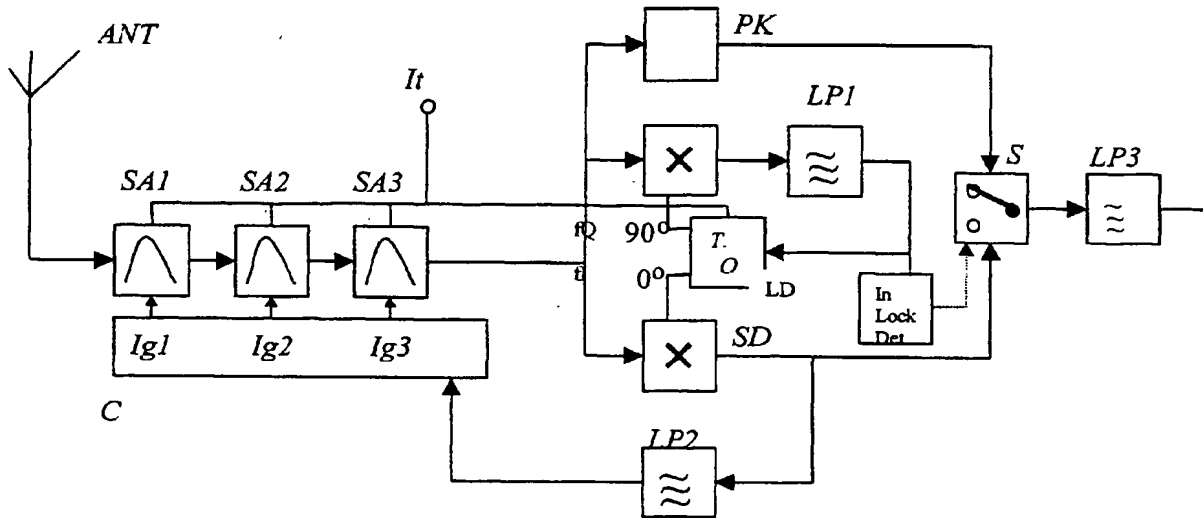 ANT
PK
It
LP1
SA1 SA2 SA3
S
LP3
fQ 90°
T.
O
0°
LD
In
Lock
Det
Ig1 Ig2 Ig3
SD
C
LP2